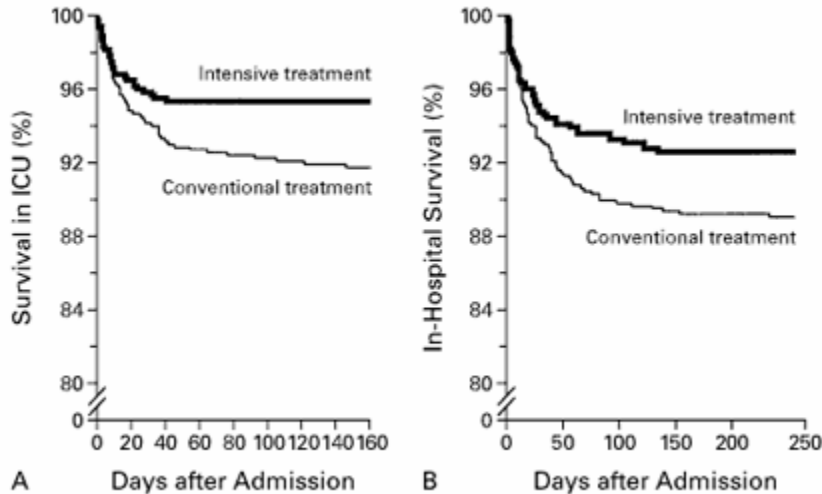 100
96
92
88
84
80
0
Survival in ICU (%)
Intensive treatment
Conventional treatment
0 20 40 60 80 100 120 140 160
A Days after Admission
100
96
92
88
84
80
0
In-Hospital Survival (%)
Intensive treatment
Conventional treatment
0 50 100 150 200 250
B Days after Admission